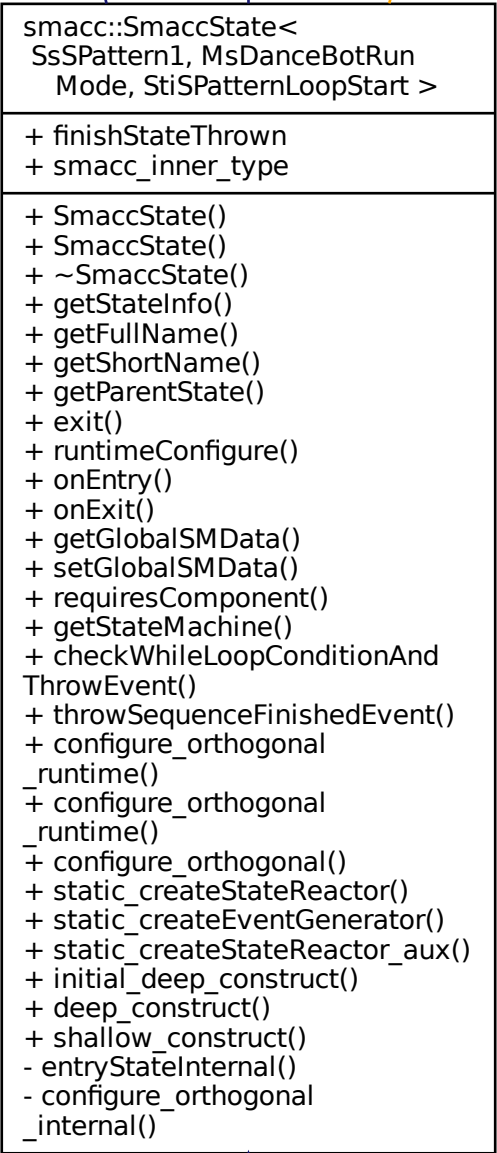 smacc::SmaccState<
SsSPattern1, MsDanceBotRun
Mode, StiSPatternLoopStart >
+ finishStateThrown
+ smacc_inner_type
+ SmaccState()
+ SmaccState()
+ ~SmaccState()
+ getStateInfo()
+ getFullName()
+ getShortName()
+ getParentState()
+ exit()
+ runtimeConfigure()
+ onEntry()
+ onExit()
+ getGlobalSMData()
+ setGlobalSMData()
+ requiresComponent()
+ getStateMachine()
+ checkWhileLoopConditionAnd
ThrowEvent()
+ throwSequenceFinishedEvent()
+ configure_orthogonal
_runtime()
+ configure_orthogonal
_runtime()
+ configure_orthogonal()
+ static_createStateReactor()
+ static_createEventGenerator()
+ static_createStateReactor_aux()
+ initial_deep_construct()
+ deep_construct()
+ shallow_construct()
- entryStateInternal()
- configure_orthogonal
_internal()